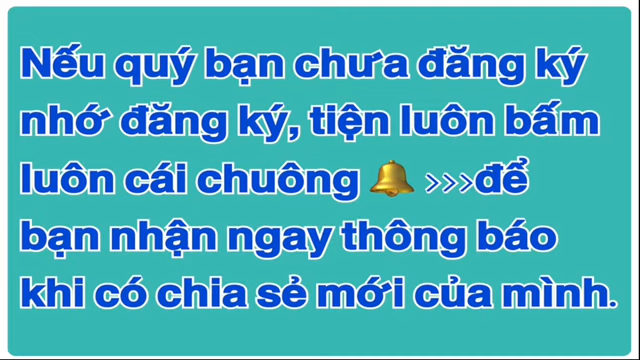 Nếu quý bạn chưa đăng ký
nhớ đăng ký, tiện luôn bấm
luôn cái chuông 🔔 >>>để
bạn nhận ngay thông báo
khi có chia sẻ mới của mình.